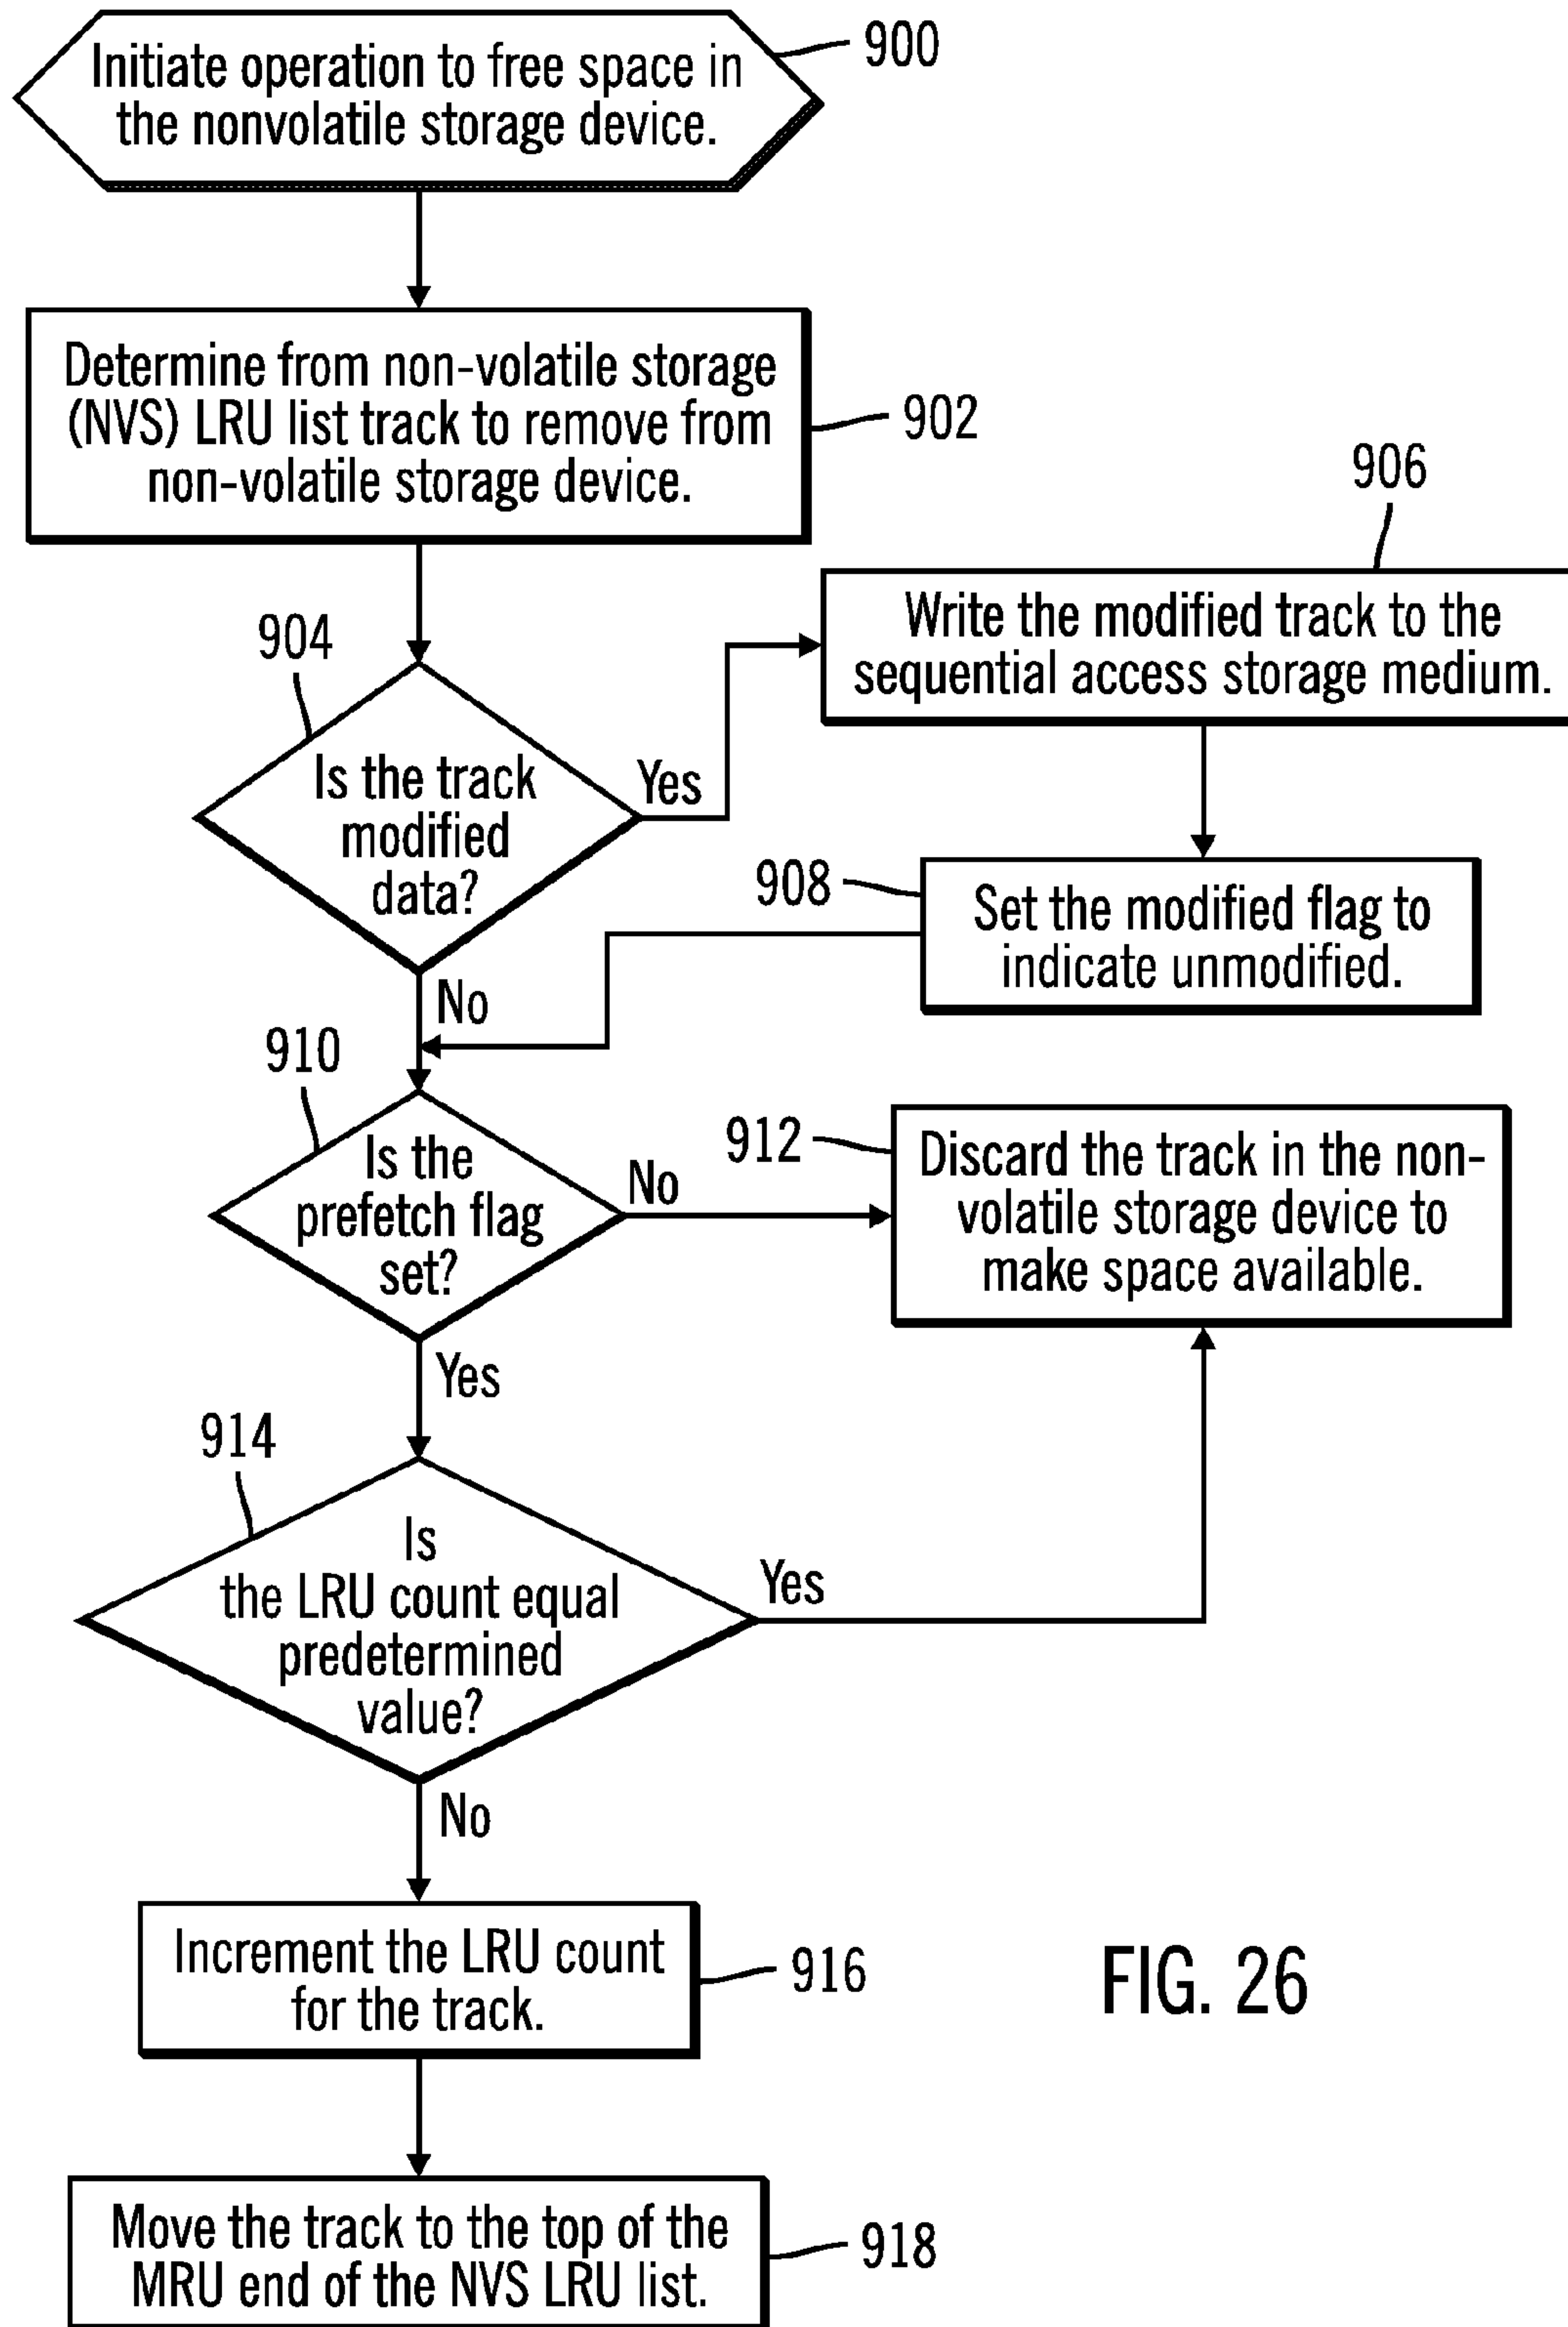 Initiate operation to free space in
the nonvolatile storage device.
900
Determine from non-volatile storage
(NVS) LRU list track to remove from
non-volatile storage device.
902
904
Is the track
modified
data?
Yes
No
906
Write the modified track to the
sequential access storage medium.
908
Set the modified flag to
indicate unmodified.
910
Is the
prefetch flag
set?
No
Yes
912
Discard the track in the non-
volatile storage device to
make space available.
914
Is
the LRU count equal
predetermined
value?
Yes
No
Increment the LRU count
for the track.
916
FIG. 26
Move the track to the top of the
MRU end of the NVS LRU list.
918